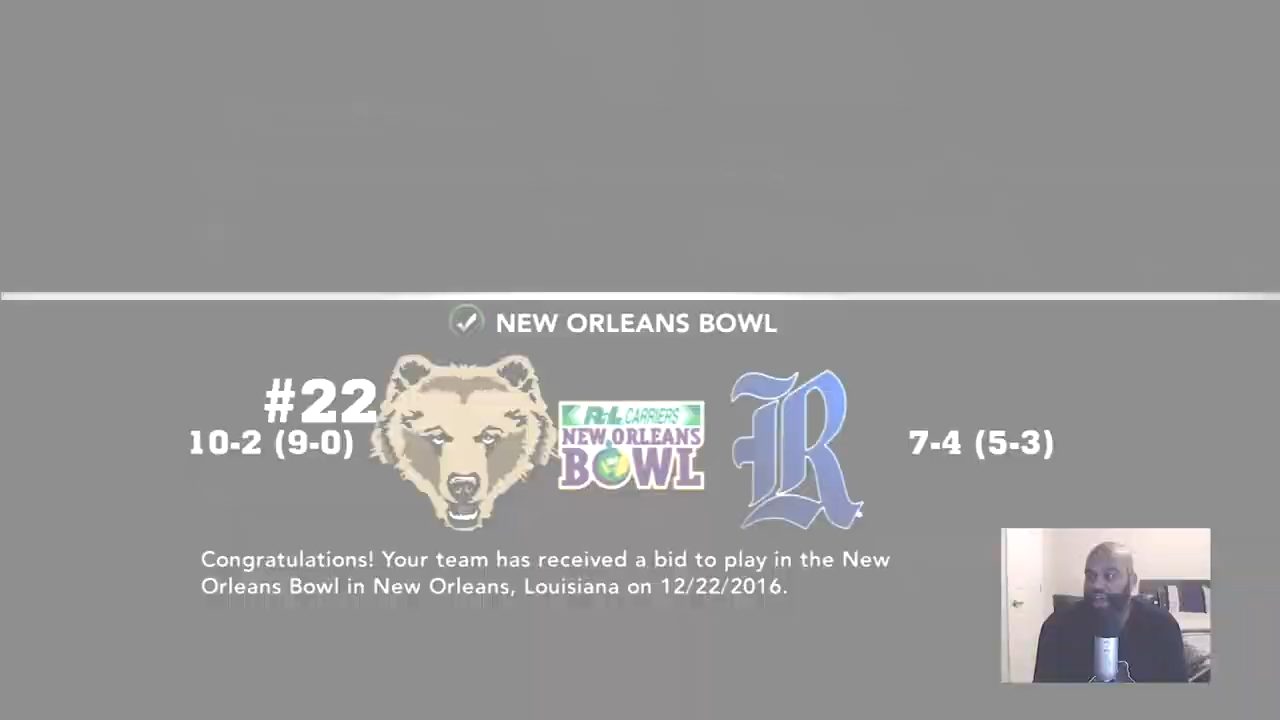 NEW ORLEANS BOWL
#22
10-2 (9-0)
R+L CARRIERS
NEW ORLEANS
BOWL
R
7-4 (5-3)
Congratulations! Your team has received a bid to play in the New
Orleans Bowl in New Orleans, Louisiana on 12/22/2016.